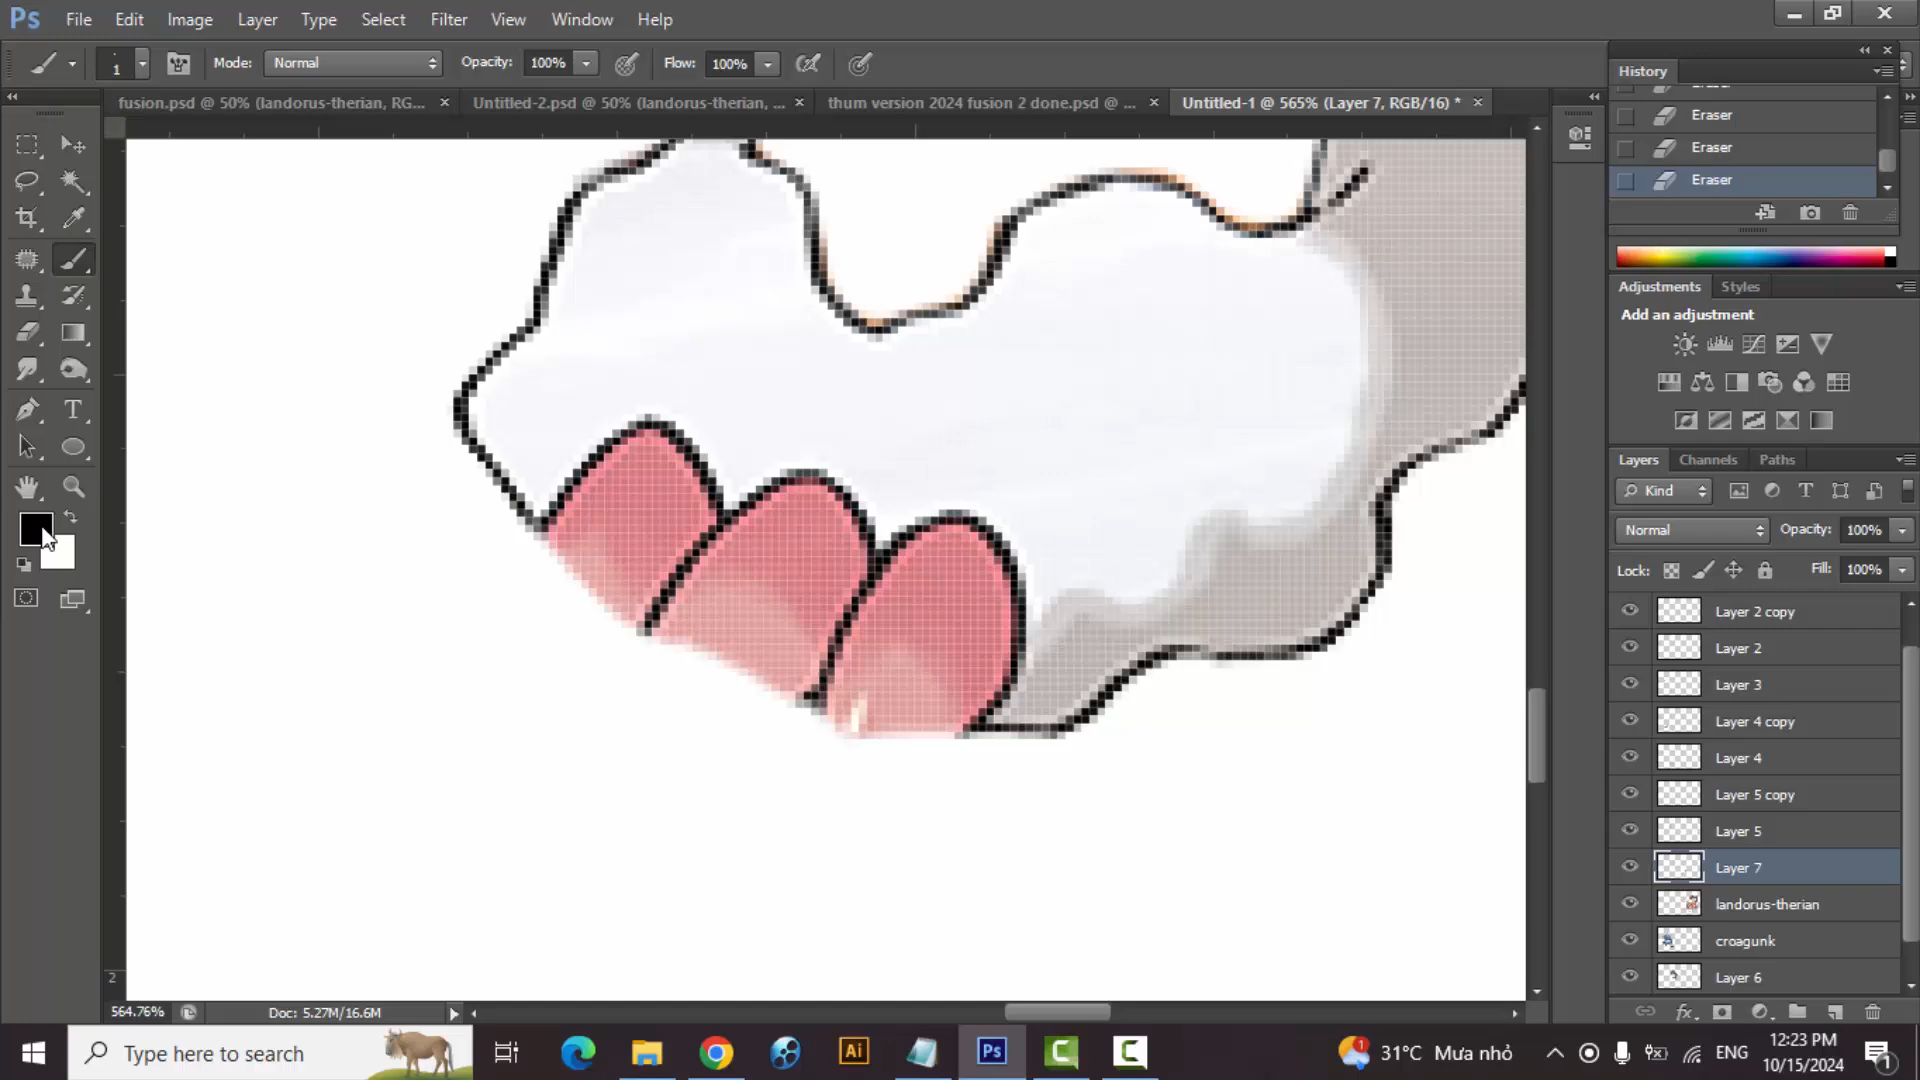 Ps File Edit Image Layer Type Select Filter View Window Help
1 Mode: Normal Opacity: 100% Flow: 100%
fusion.psd @ 50% (landorus-therian, RG... × Untitled-2.psd @ 50% (landorus-therian, ... × thum version 2024 fusion 2 done.psd @ ... × Untitled-1 @ 565% (Layer 7, RGB/16) * ×
History
Eraser
Eraser
Eraser
Adjustments Styles
Add an adjustment
Layers Channels Paths
Kind
Normal Opacity: 100%
Lock: Fill: 100%
Layer 2 copy
Layer 2
Layer 3
Layer 4 copy
Layer 4
Layer 5 copy
Layer 5
Layer 7
landorus-therian
croagunk
Layer 6
2
564.76% Doc: 5.27M/16.6M
Type here to search
Ai Ps
31°C Mưa nhỏ
ENG
12:23 PM
10/15/2024
1